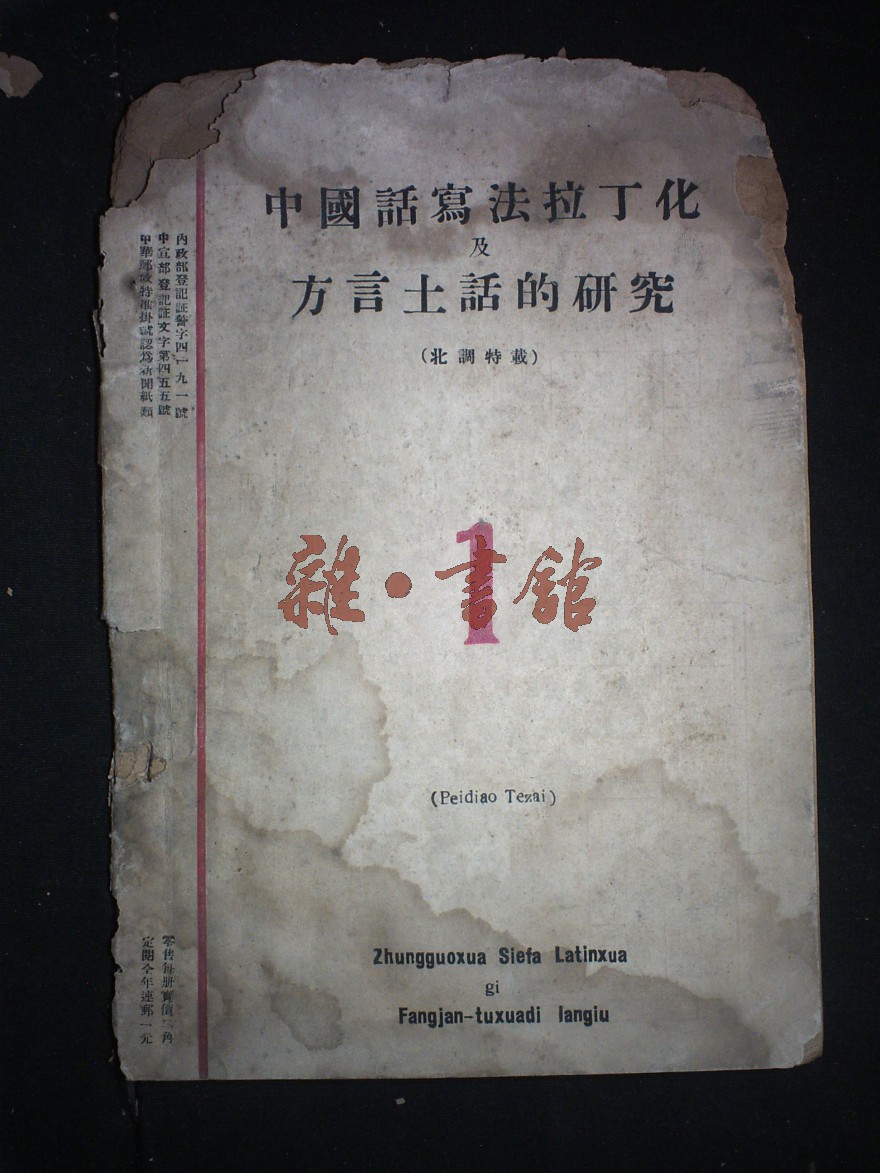 中國話寫法拉丁化
及
方言土話的研究
(北調特載)
內政部登記証警字四一九一號
中宣部登記証文字第四五五號
中華郵政特准掛號認爲新聞紙類
1
雜·書館
(Peidiao Tezai)
Zhungguoxua Siefa Latinxua
gi
Fangjan-tuxuadi Iangiu
零售每册實價 角
定閱全年連郵一元